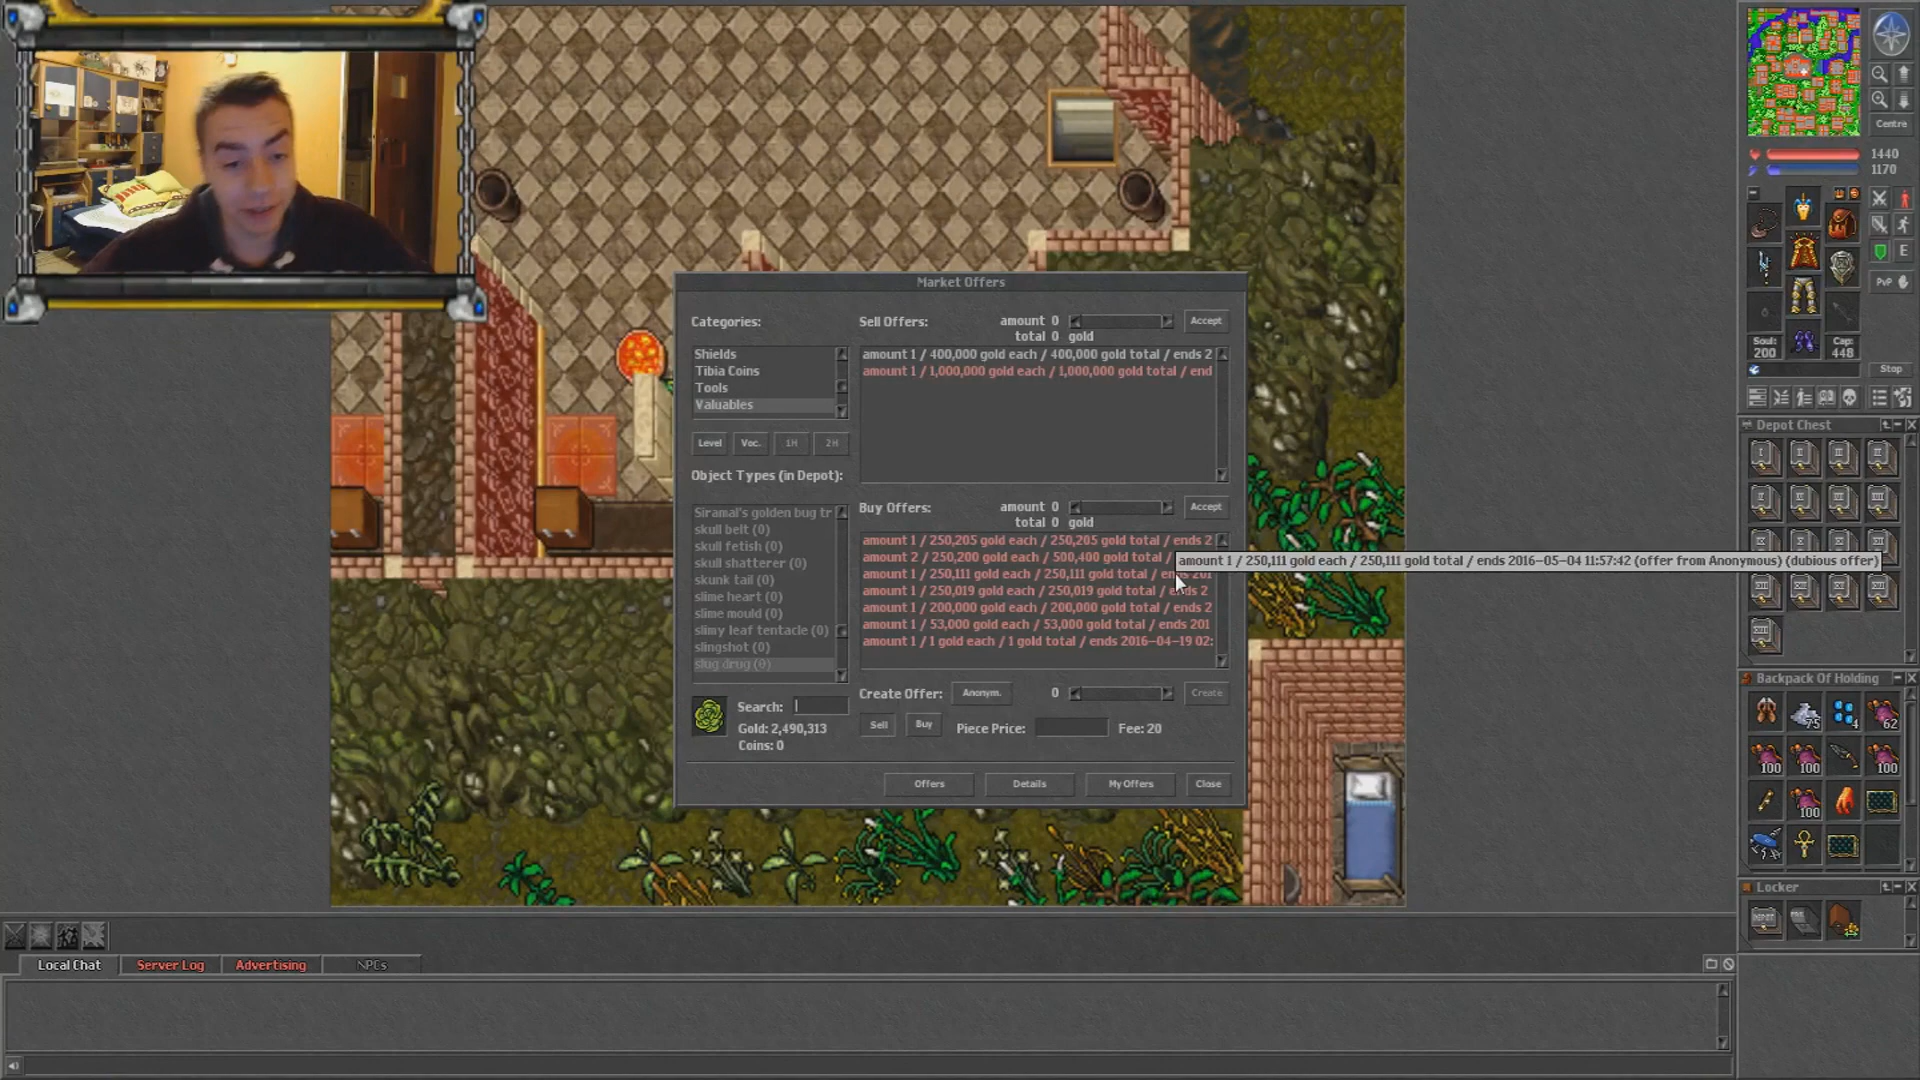 Market Offers
Categories:
Shields
Tibia Coins
Tools
Valuables
Level Voc. 1H 2H
Object Types (in Depot):
Siramal's golden bug tr
skull belt (0)
skull fetish (0)
skull shatterer (0)
skunk tail (0)
slime heart (0)
slime mould (0)
slimy leaf tentacle (0)
slingshot (0)
slug drug (0)
Search:
Gold: 2,490,313
Coins: 0
Sell Offers: amount 0 Accept
total 0 gold
amount 1 / 400,000 gold each / 400,000 gold total / ends 2
amount 1 / 1,000,000 gold each / 1,000,000 gold total / end
Buy Offers: amount 0 Accept
total 0 gold
amount 1 / 250,205 gold each / 250,205 gold total / ends 2
amount 2 / 250,200 gold each / 500,400 gold total /
amount 1 / 250,111 gold each / 250,111 gold total / ends 201
amount 1 / 250,019 gold each / 250,019 gold total / ends 2
amount 1 / 200,000 gold each / 200,000 gold total / ends 2
amount 1 / 53,000 gold each / 53,000 gold total / ends 201
amount 1 / 1 gold each / 1 gold total / ends 2016-04-19 02:
amount 1 / 250,111 gold each / 250,111 gold total / ends 2016-05-04 11:57:42 (offer from Anonymous) (dubious offer)
Create Offer: Anonym. 0 Create
Sell Buy Piece Price: Fee: 20
Offers Details My Offers Close
Centre
1440
1170
E
PvP
Soul:
200
Cap:
448
Stop
Depot Chest
Backpack Of Holding
75 4 62
100 100 100
100
Locker
Local Chat Server Log Advertising NPCs